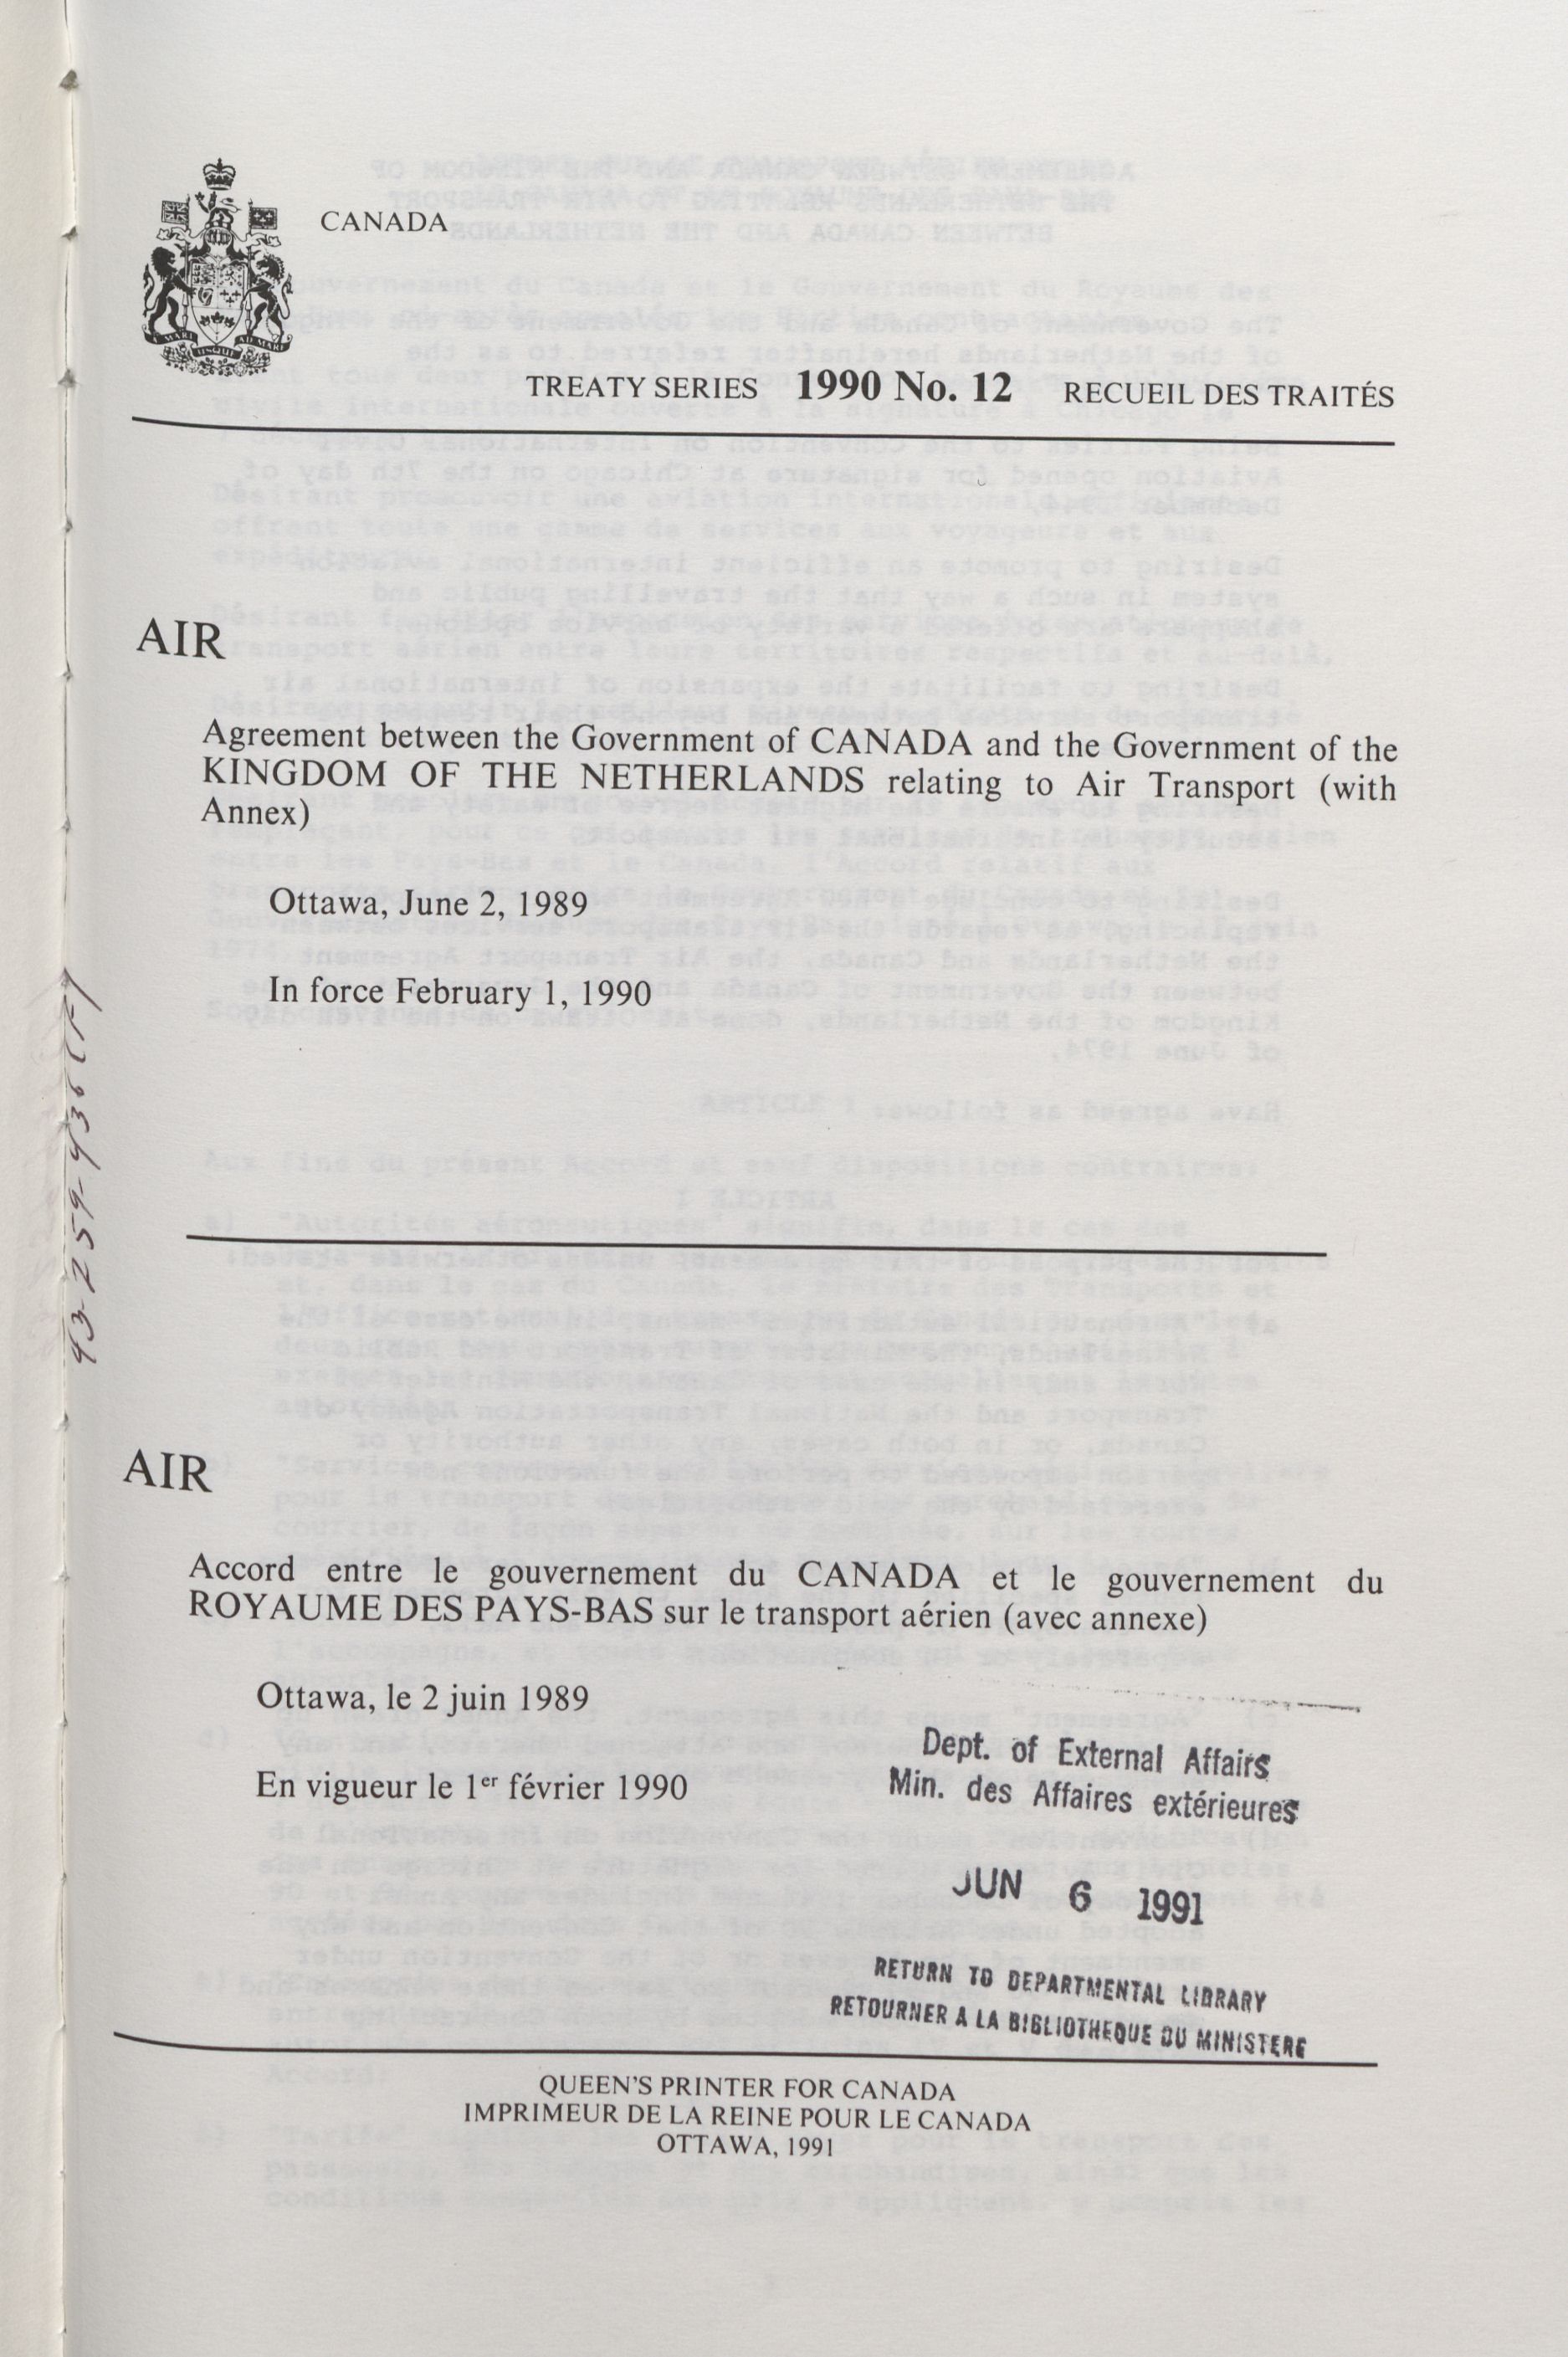 CANADA
TREATY SERIES 1990 No. 12 RECUEIL DES TRAITÉS
AIR
Agreement between the Government of CANADA and the Government of the
KINGDOM OF THE NETHERLANDS relating to Air Transport (with
Annex)
Ottawa, June 2, 1989
In force February 1, 1990
AIR
Accord entre le gouvernement du CANADA et le gouvernement du
ROYAUME DES PAYS-BAS sur le transport aérien (avec annexe)
Ottawa, le 2 juin 1989
En vigueur le 1er février 1990
Dept. of External Affairs
Min. des Affaires extérieures
JUN 6 1991
RETURN TO DEPARTMENTAL LIBRARY
RETOURNER A LA BIBLIOTHEQUE DU MINISTERE
QUEEN'S PRINTER FOR CANADA
IMPRIMEUR DE LA REINE POUR LE CANADA
OTTAWA, 1991